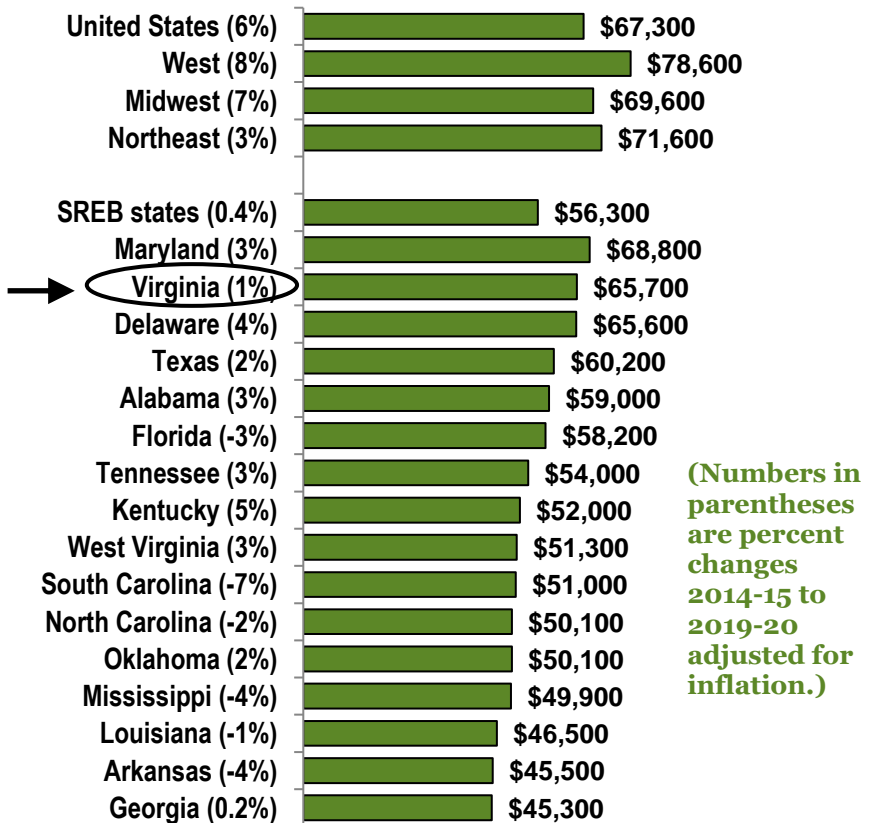 United States (6%) $67,300
West (8%) $78,600
Midwest (7%) $69,600
Northeast (3%) $71,600
SREB states (0.4%) $56,300
Maryland (3%) $68,800
Virginia (1%) $65,700
Delaware (4%) $65,600
Texas (2%) $60,200
Alabama (3%) $59,000
Florida (-3%) $58,200
Tennessee (3%) $54,000
Kentucky (5%) $52,000
West Virginia (3%) $51,300
South Carolina (-7%) $51,000
North Carolina (-2%) $50,100
Oklahoma (2%) $50,100
Mississippi (-4%) $49,900
Louisiana (-1%) $46,500
Arkansas (-4%) $45,500
Georgia (0.2%) $45,300
(Numbers in
parentheses
are percent
changes
2014-15 to
2019-20
adjusted for
inflation.)